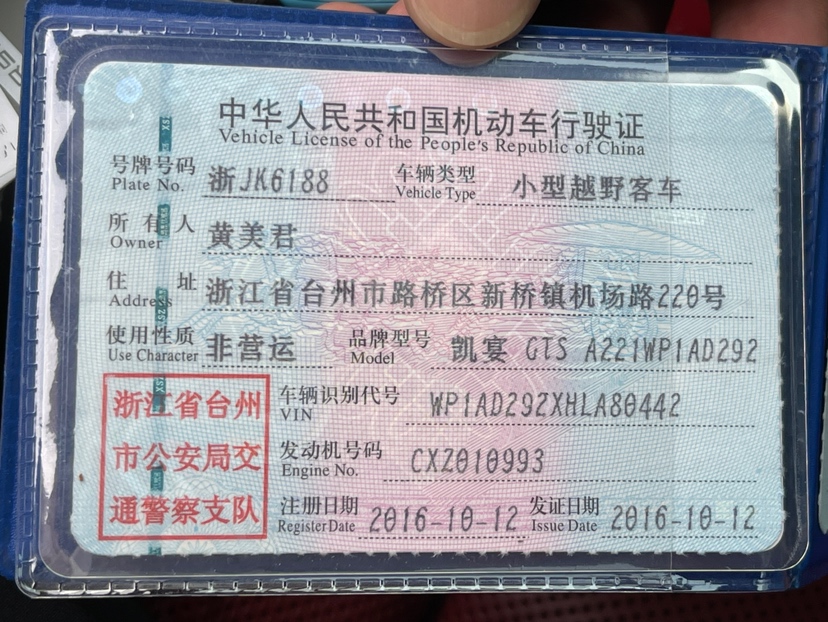 中华人民共和国机动车行驶证
Vehicle License of the People's Republic of China
号牌号码 浙JK6188 车辆类型 小型越野客车
Plate No. Vehicle Type
所有人 黄美君
Owner
住址 浙江省台州市路桥区新桥镇机场路220号
Address
使用性质 非营运 品牌型号 凯宴 GTS A221WP1AD292
Use Character Model
浙江省台州
市公安局交
通警察支队
车辆识别代号 WP1AD29ZXHLA80442
VIN
发动机号码 CXZ010993
Engine No.
注册日期 2016-10-12 发证日期 2016-10-12
Register Date Issue Date